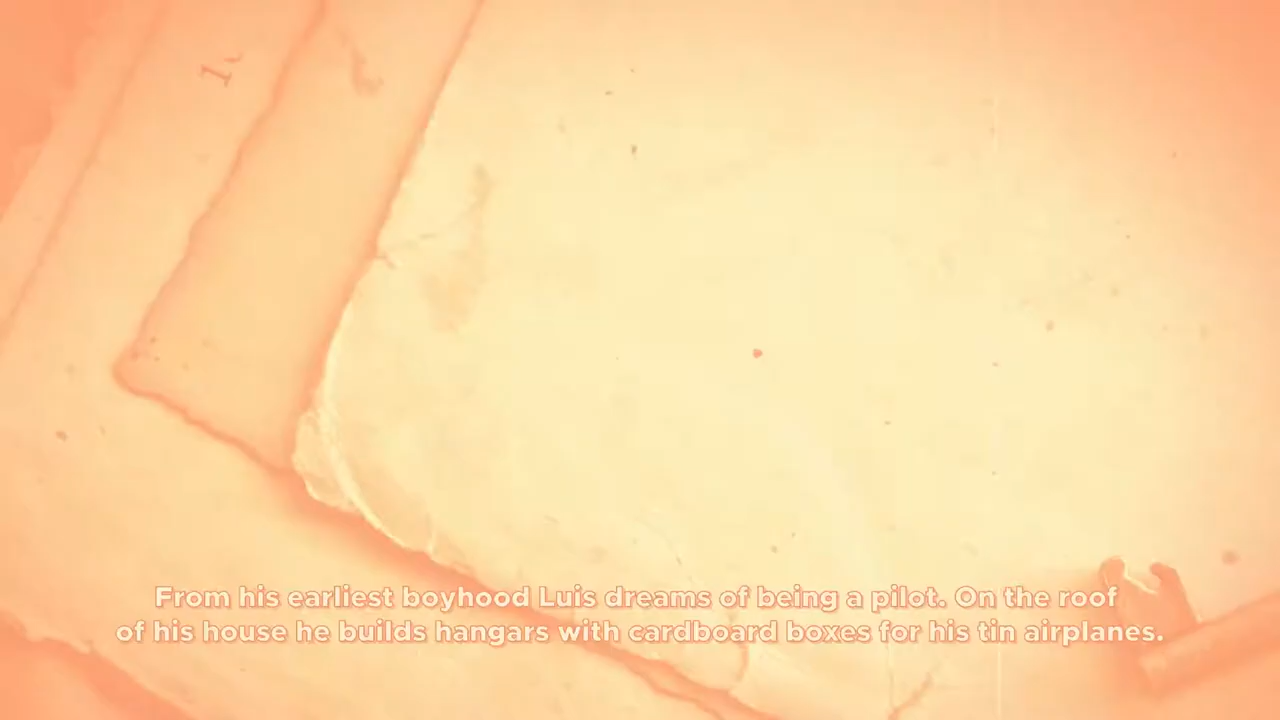 From his earliest boyhood Luis dreams of being a pilot. On the roof
of his house he builds hangars with cardboard boxes for his tin airplanes.